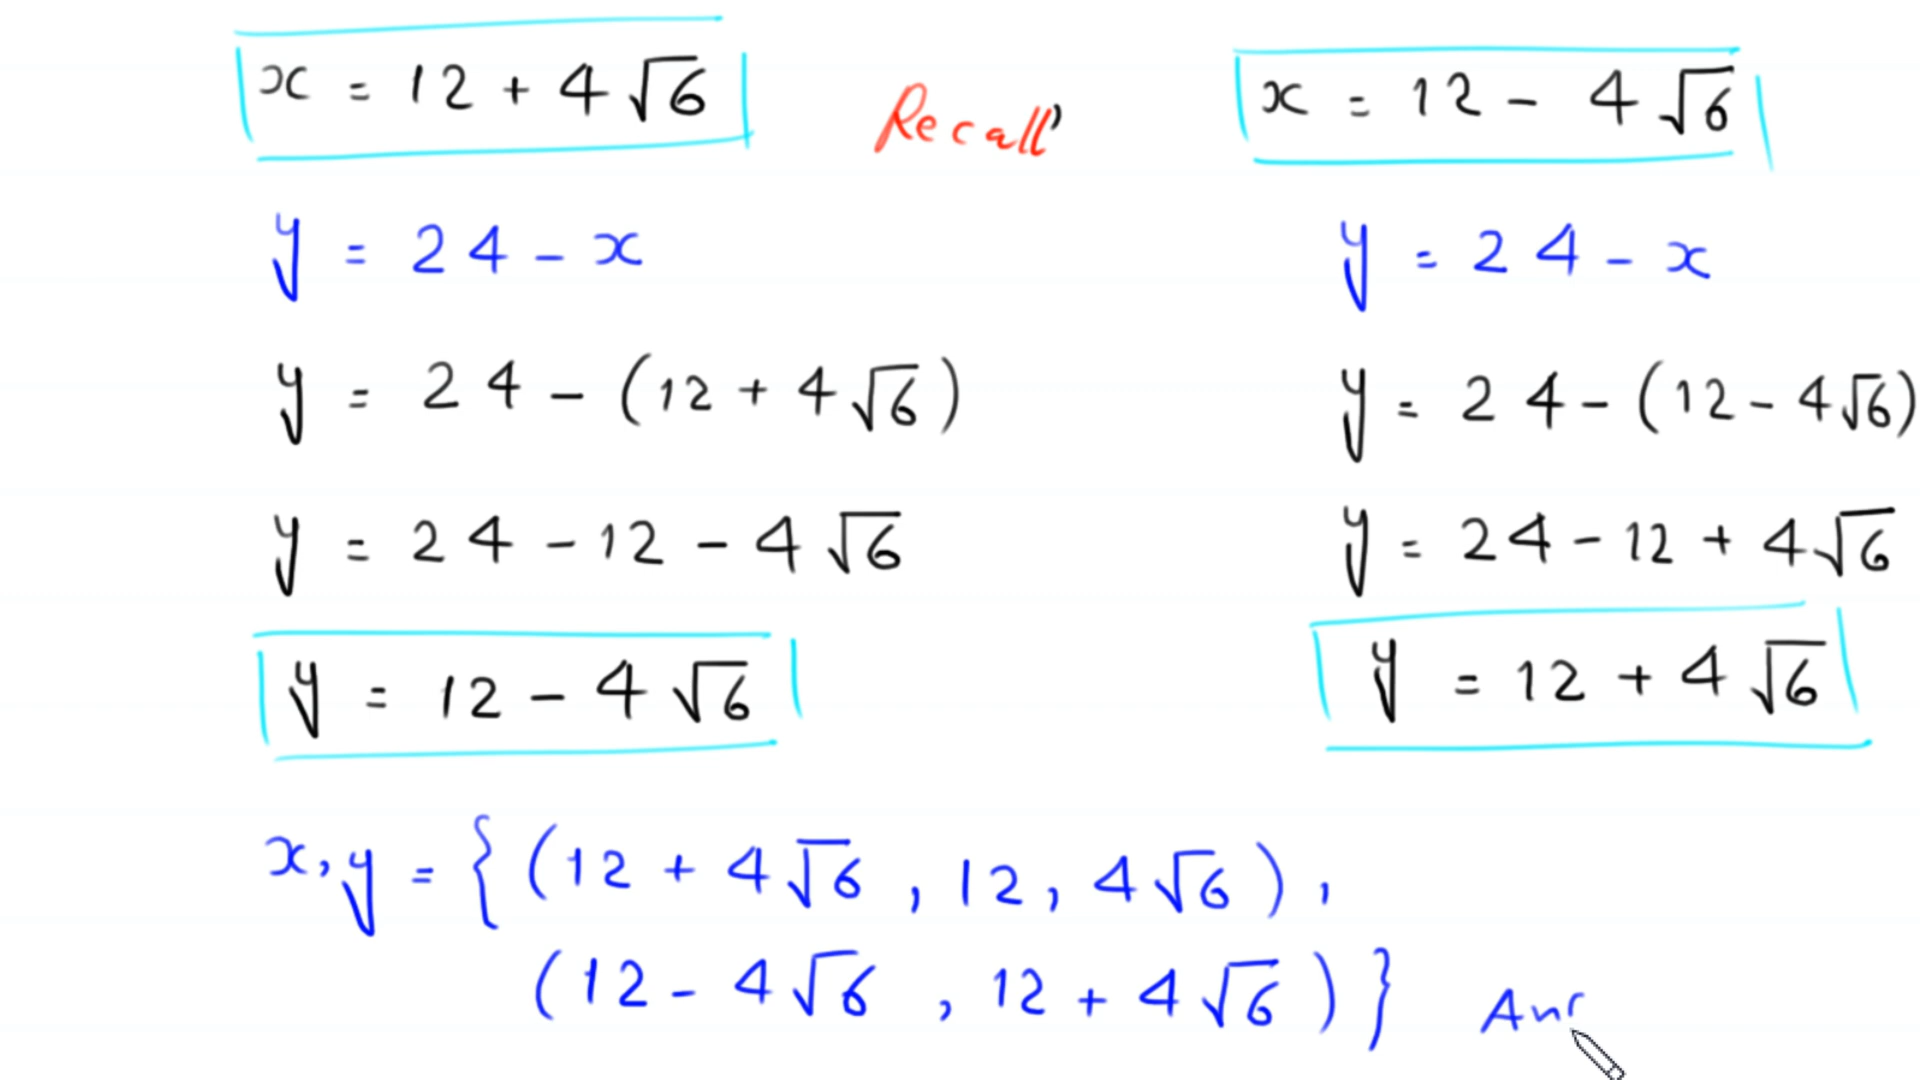 x = 12 + 4√6
Recall'
x = 12 - 4√6
y = 24 - x
y = 24 - x
y = 24 - (12 + 4√6)
y = 24 - (12 - 4√6)
y = 24 - 12 - 4√6
y = 24 - 12 + 4√6
y = 12 - 4√6
y = 12 + 4√6
x, y = {(12 + 4√6 , 12 , 4√6) ,
(12 - 4√6 , 12 + 4√6)} Anr